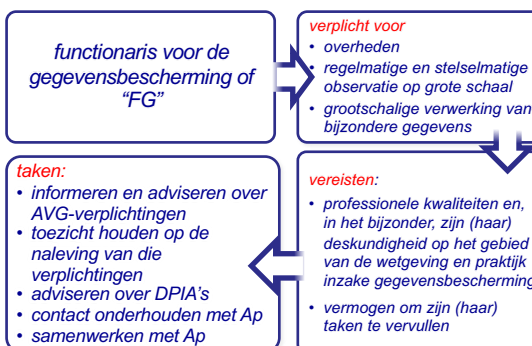 functionaris voor de
gegevensbescherming of
“FG”
verplicht voor
• overheden
• regelmatige en stelselmatige
observatie op grote schaal
• grootschalige verwerking van
bijzondere gegevens
vereisten:
• professionele kwaliteiten en,
in het bijzonder, zijn (haar)
deskundigheid op het gebied
van de wetgeving en praktijk
inzake gegevensbescherming
• vermogen om zijn (haar)
taken te vervullen
taken:
• informeren en adviseren over
AVG-verplichtingen
• toezicht houden op de
naleving van die
verplichtingen
• adviseren over DPIA’s
• contact onderhouden met Ap
• samenwerken met Ap